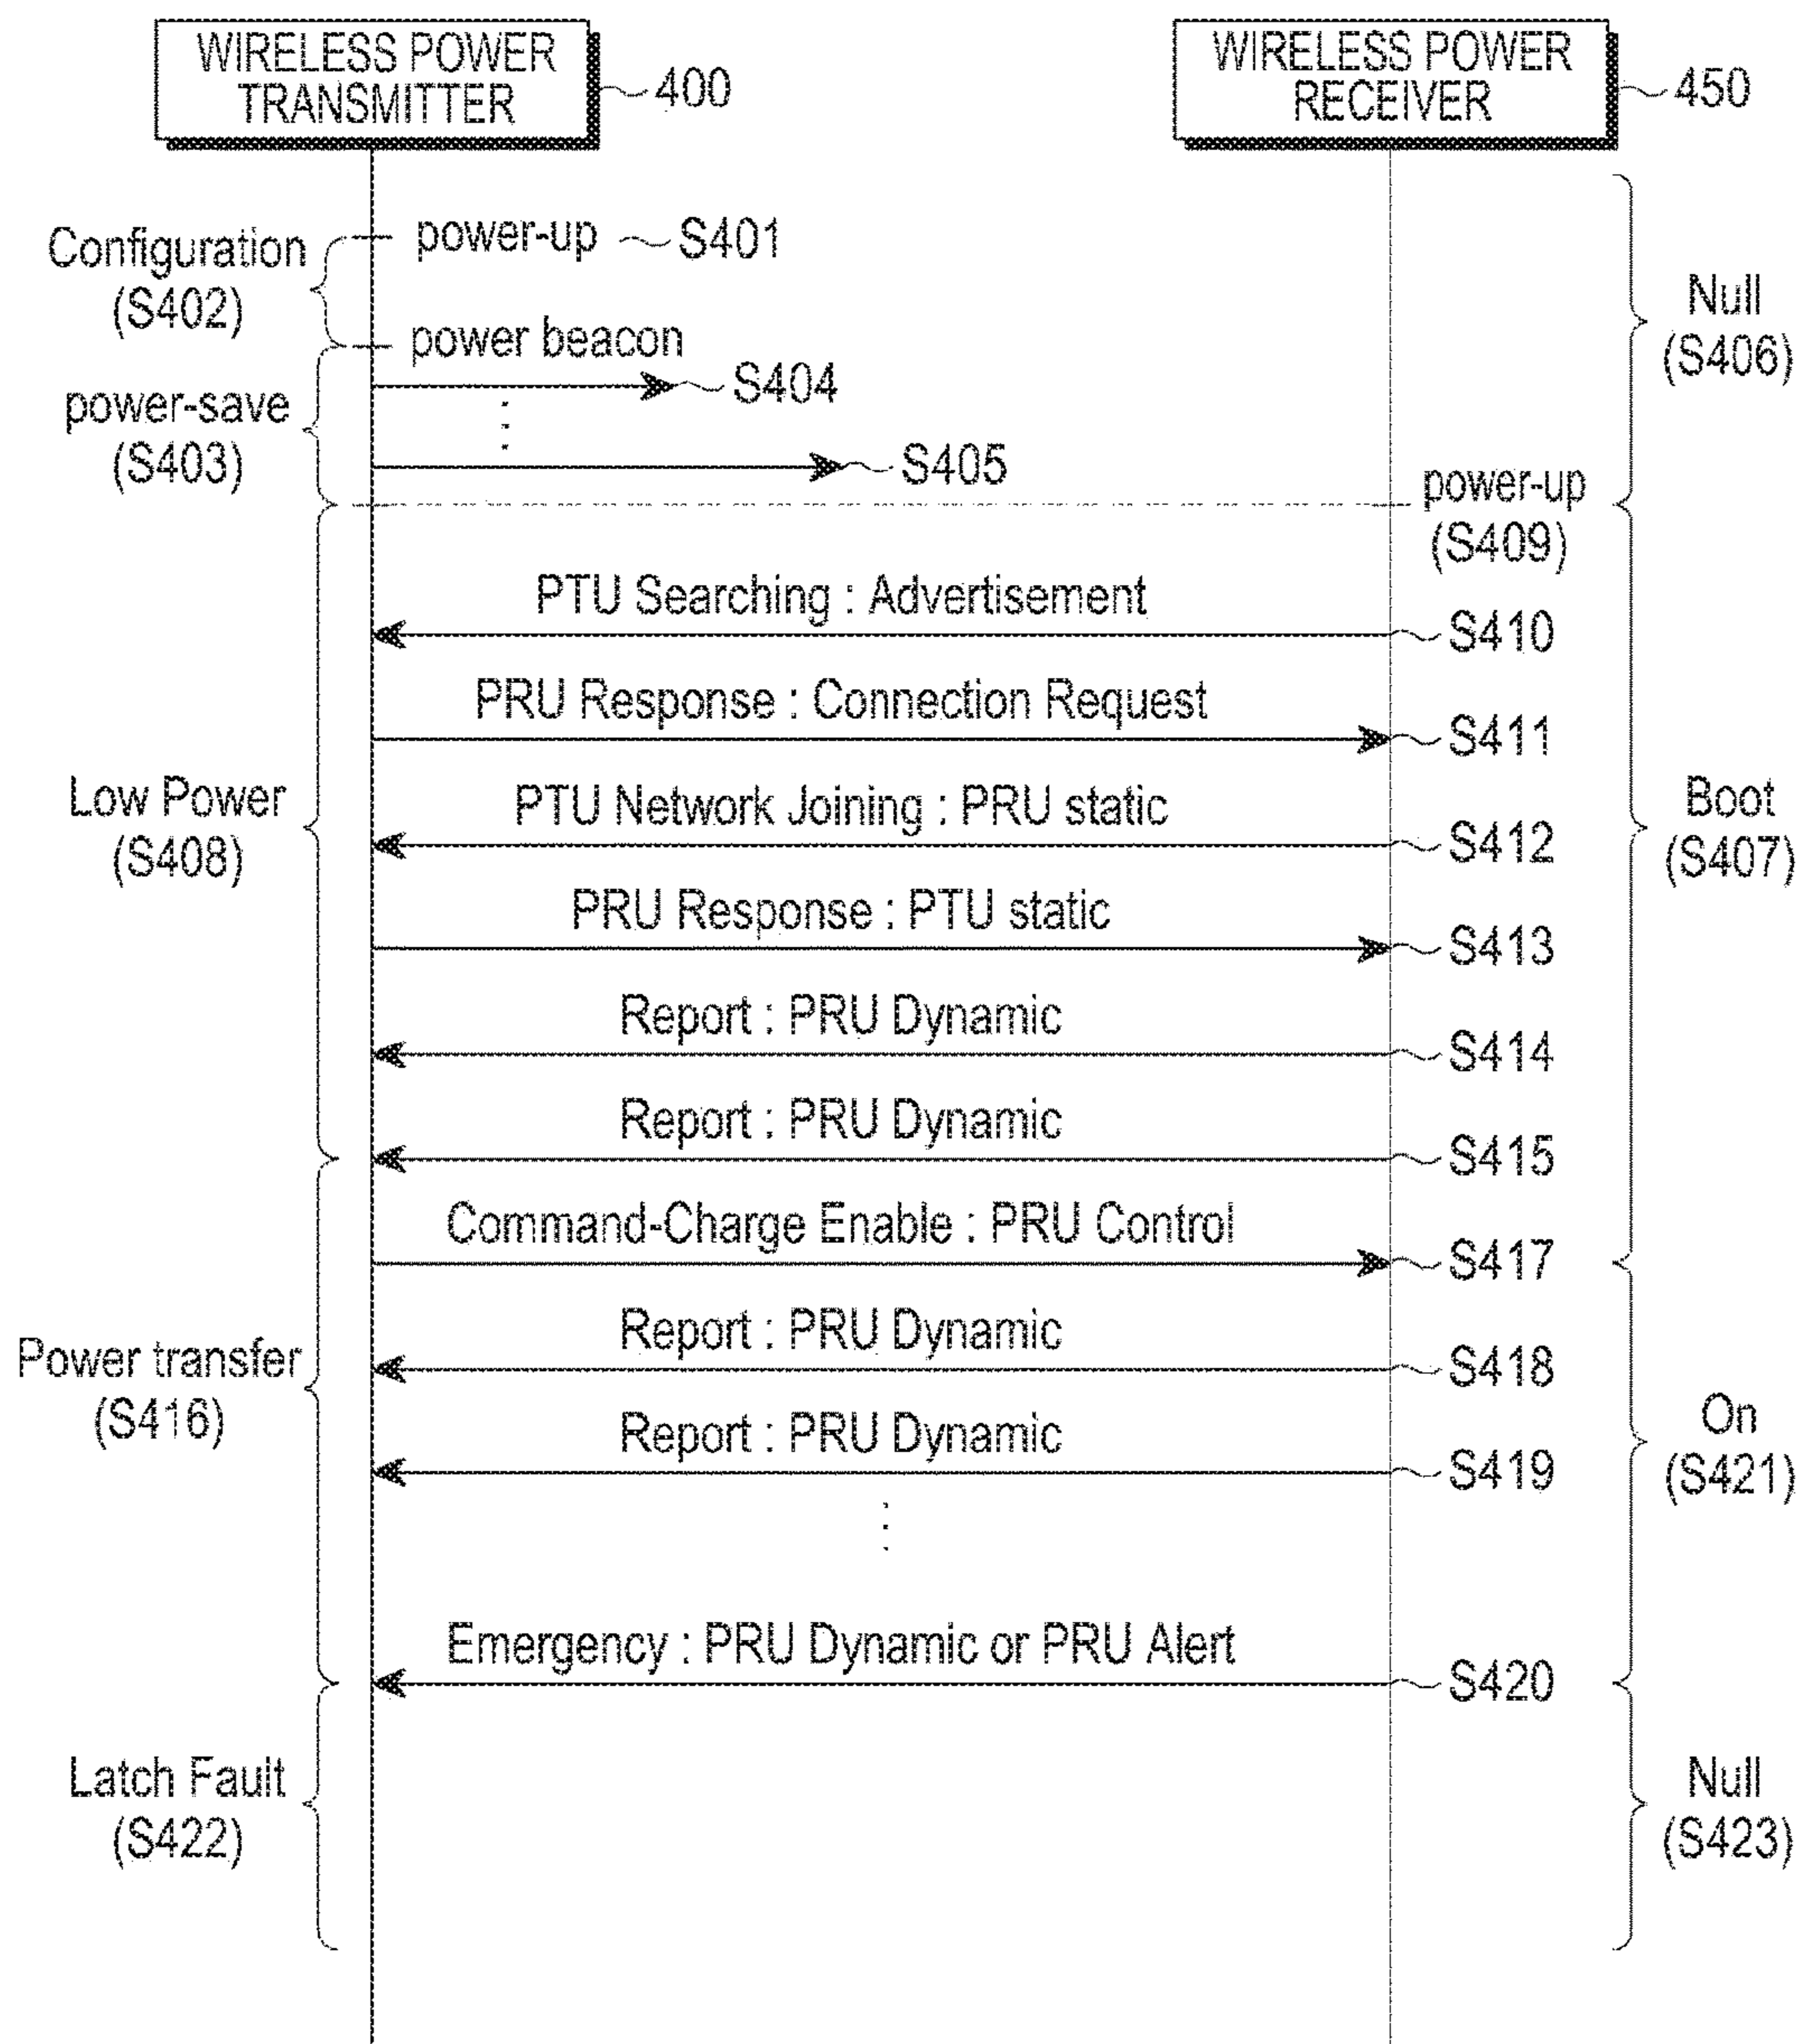 WIRELESS POWER
TRANSMITTER
400
WIRELESS POWER
RECEIVER
450
Configuration
(S402)
power-up
S401
Null
(S406)
power beacon
S404
power-save
(S403)
S405
power-up
(S409)
PTU Searching : Advertisement
S410
PRU Response : Connection Request
S411
Low Power
(S408)
PTU Network Joining : PRU static
S412
Boot
(S407)
PRU Response : PTU static
S413
Report : PRU Dynamic
S414
Report : PRU Dynamic
S415
Command-Charge Enable : PRU Control
S417
Report : PRU Dynamic
S418
Power transfer
(S416)
Report : PRU Dynamic
S419
On
(S421)
Emergency : PRU Dynamic or PRU Alert
S420
Latch Fault
(S422)
Null
(S423)